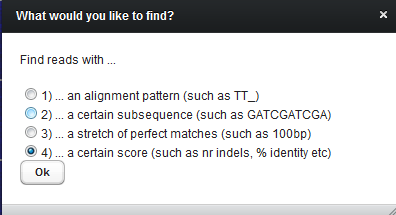 What would you like to find?
Find reads with ...
1) ... an alignment pattern (such as TT_)
2) ... a certain subsequence (such as GATCGATCGA)
3) ... a stretch of perfect matches (such as 100bp)
4) ... a certain score (such as nr indels, % identity etc)
Ok